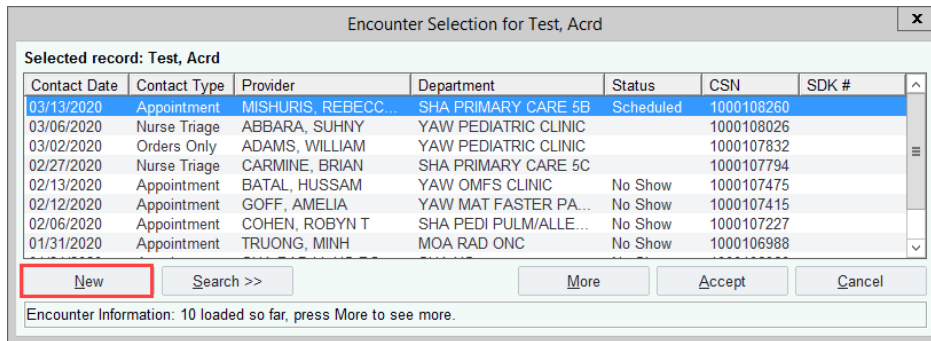 Encounter Selection for Test, Acrd
x
Selected record: Test, Acrd
Contact Date Contact Type Provider Department Status CSN SDK #
03/13/2020 Appointment MISHURIS, REBECC... SHA PRIMARY CARE 5B Scheduled 1000108260
03/06/2020 Nurse Triage ABBARA, SUHNY YAW PEDIATRIC CLINIC 1000108026
03/02/2020 Orders Only ADAMS, WILLIAM YAW PEDIATRIC CLINIC 1000107832
02/27/2020 Nurse Triage CARMINE, BRIAN SHA PRIMARY CARE 5C 1000107794
02/13/2020 Appointment BATAL, HUSSAM YAW OMFS CLINIC No Show 1000107475
02/12/2020 Appointment GOFF, AMELIA YAW MAT FASTER PA... No Show 1000107415
02/06/2020 Appointment COHEN, ROBYN T SHA PEDI PULM/ALLE... No Show 1000107227
01/31/2020 Appointment TRUONG, MINH MOA RAD ONC No Show 1000106988
New Search >> More Accept Cancel
Encounter Information: 10 loaded so far, press More to see more.